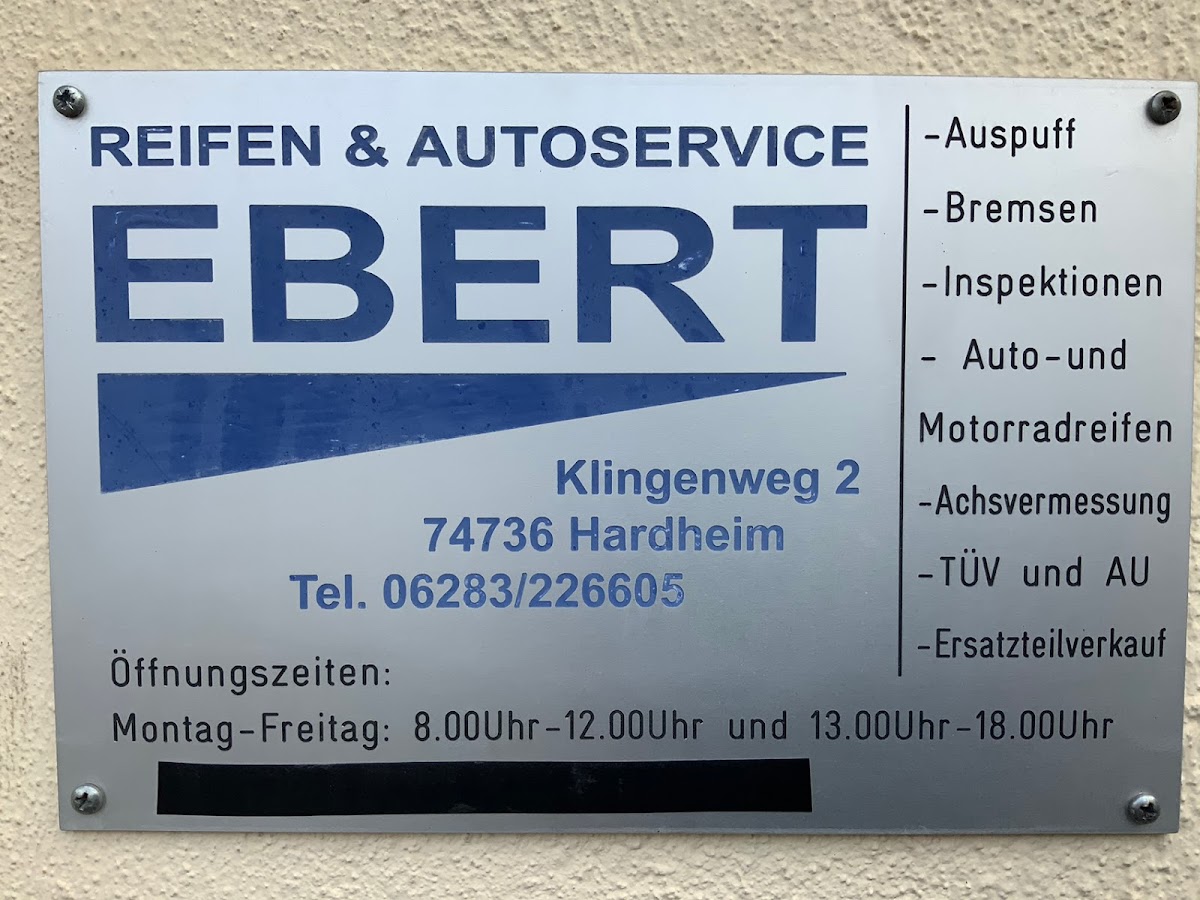 REIFEN & AUTOSERVICE
EBERT
Klingenweg 2
74736 Hardheim
Tel. 06283/226605
Öffnungszeiten:
Montag-Freitag: 8.00Uhr-12.00Uhr und 13.00Uhr-18.00Uhr
-Auspuff
-Bremsen
-Inspektionen
- Auto-und
Motorradreifen
-Achsvermessung
-TÜV und AU
-Ersatzteilverkauf